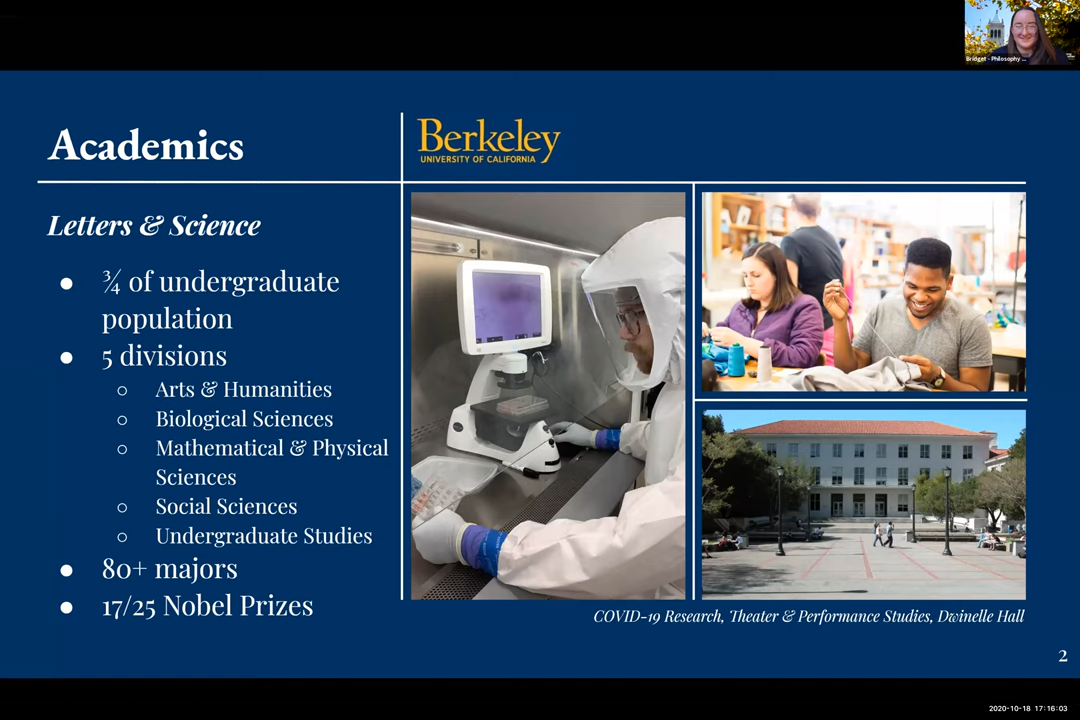 Bridget - Philosophy ...
Academics
Berkeley
UNIVERSITY OF CALIFORNIA
Letters & Science
● ¾ of undergraduate
population
● 5 divisions
○ Arts & Humanities
○ Biological Sciences
○ Mathematical & Physical
Sciences
○ Social Sciences
○ Undergraduate Studies
● 80+ majors
● 17/25 Nobel Prizes
COVID-19 Research, Theater & Performance Studies, Dwinelle Hall
2
2020-10-18 17:16:03